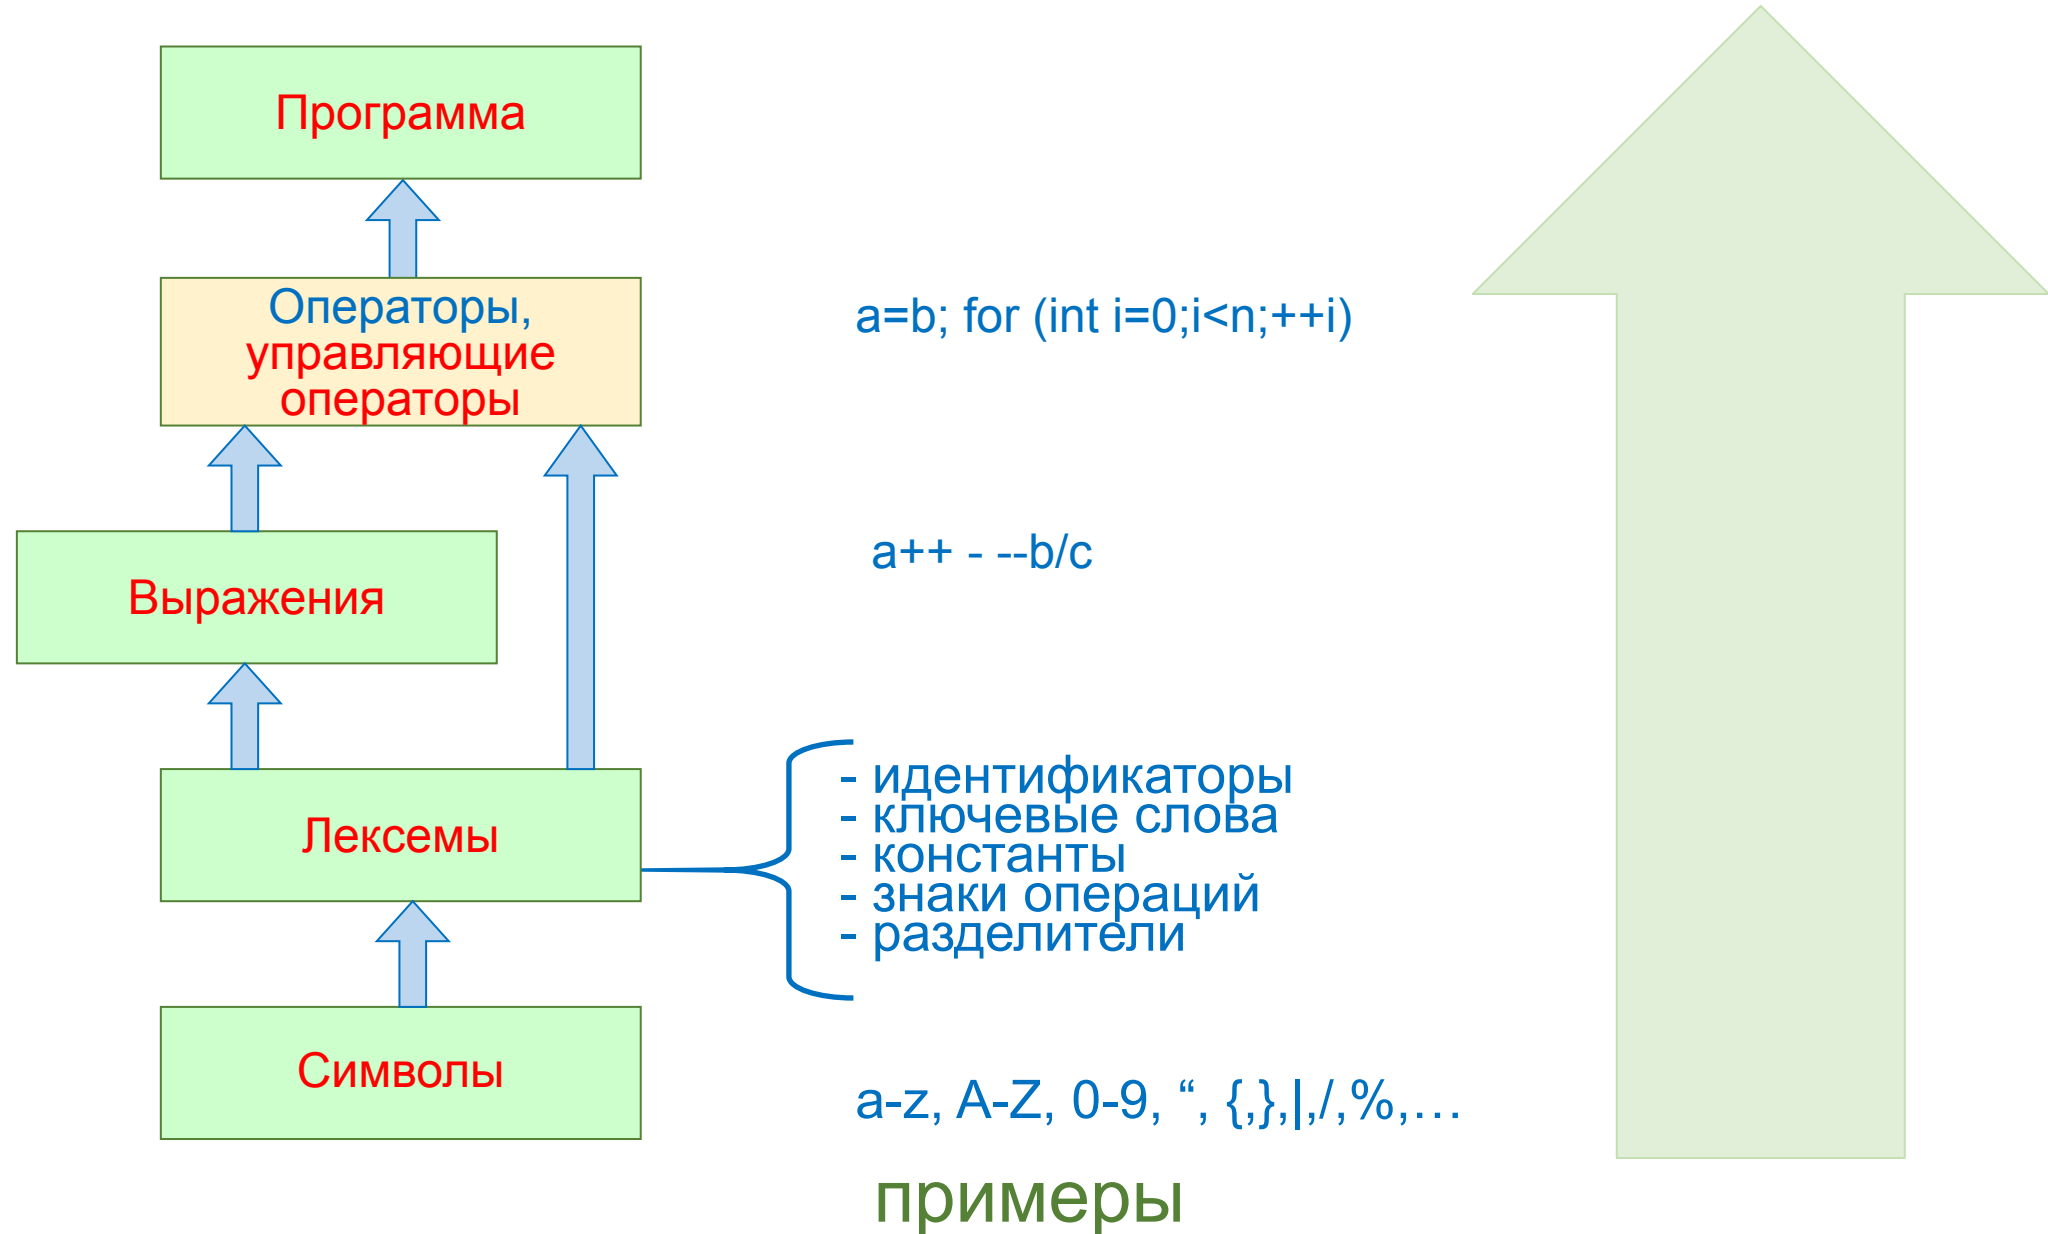 Программа
Операторы,
управляющие
операторы
a=b; for (int i=0;i<n;++i)
Выражения
a++ - --b/c
Лексемы
- идентификаторы
- ключевые слова
- константы
- знаки операций
- разделители
Символы
a-z, A-Z, 0-9, “, {,},|,/,%,…
примеры